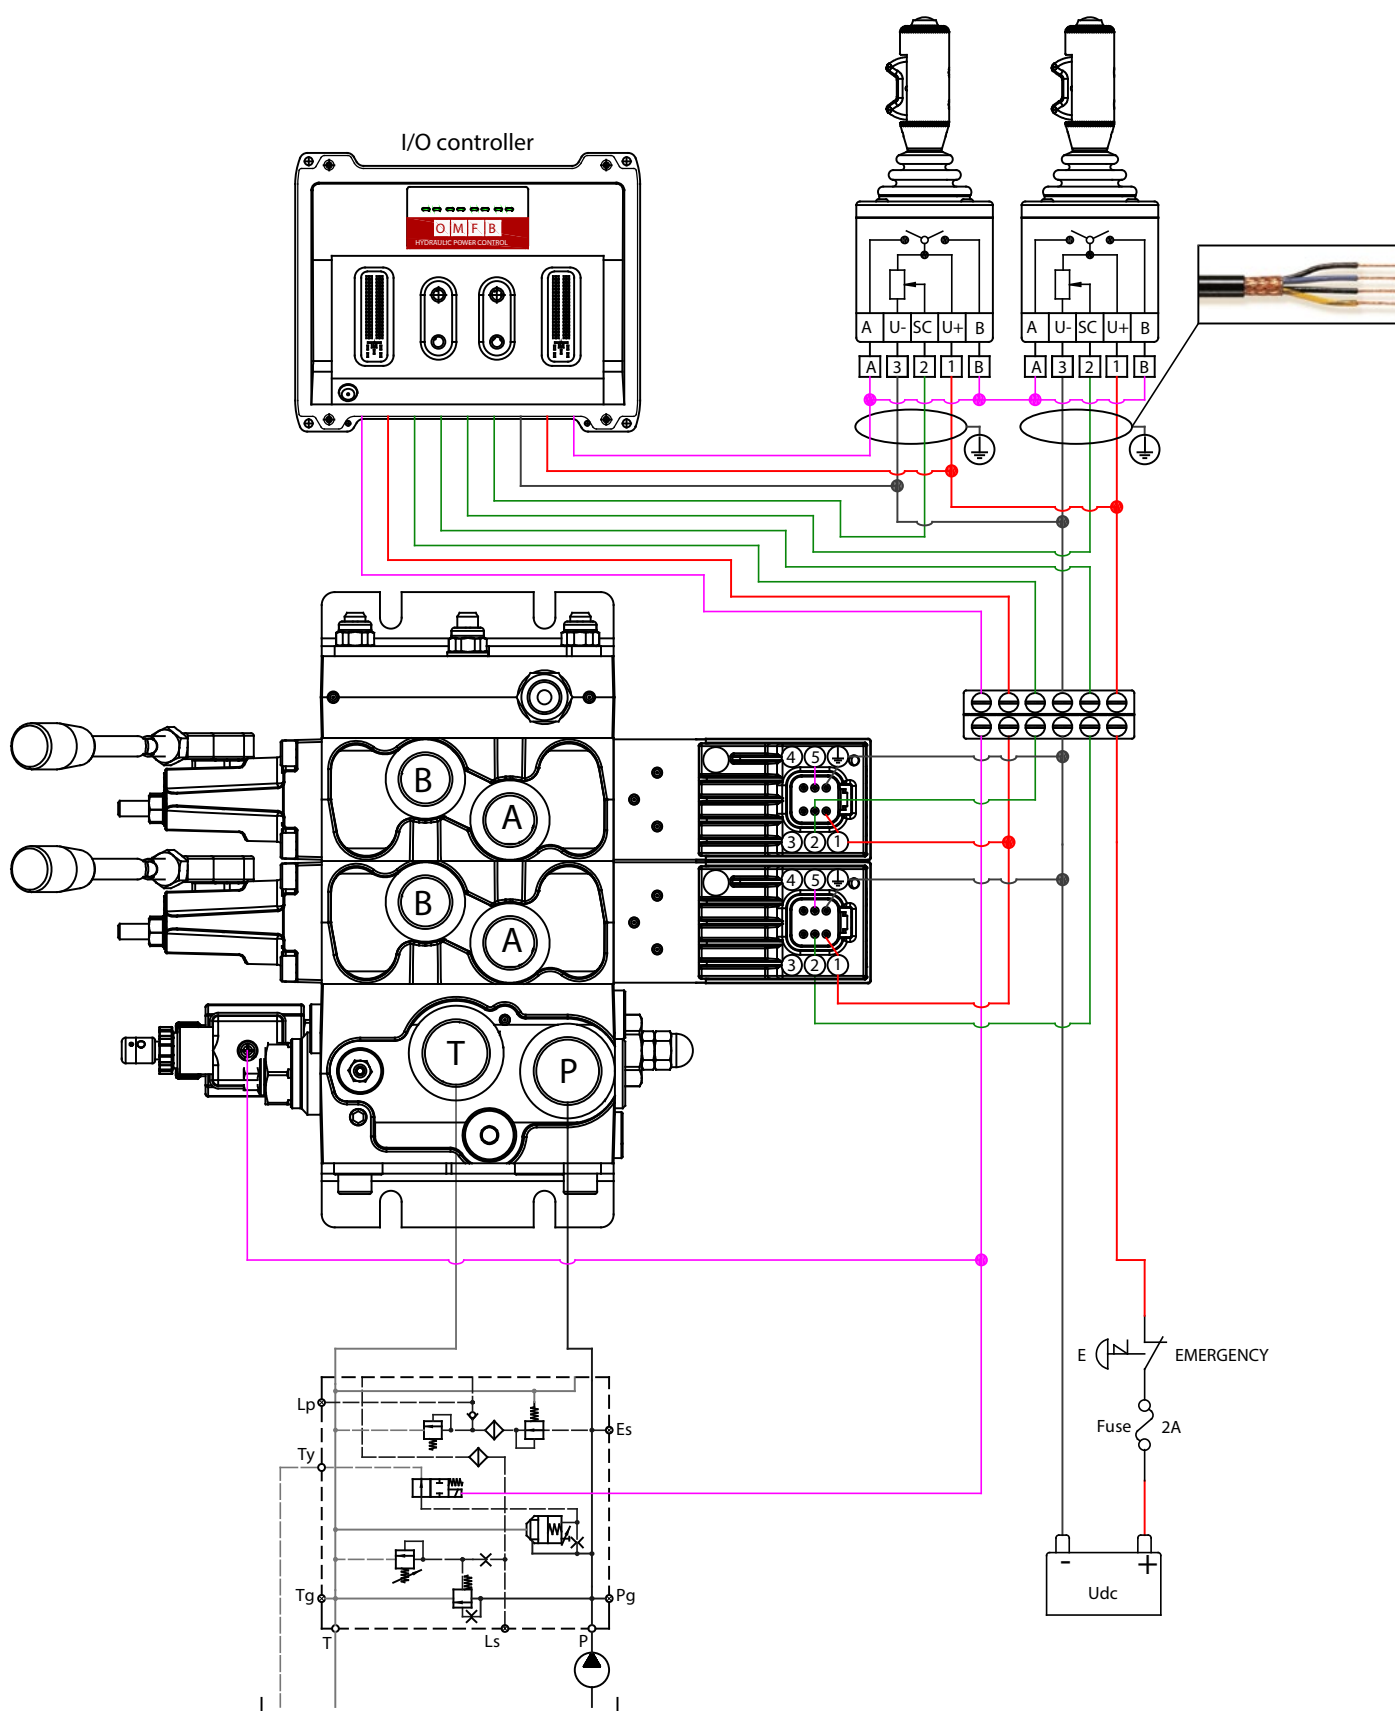 I/O controller
O M F B
HYDRAULIC POWER CONTROL
A U- SC U+ B
A U- SC U+ B
A 3 2 1 B
A 3 2 1 B
B
A
4 5
3 2 1
B
A
4 5
3 2 1
T
P
E EMERGENCY
Fuse 2A
- +
Udc
Lp
Es
Ty
Tg
Pg
T
Ls
P